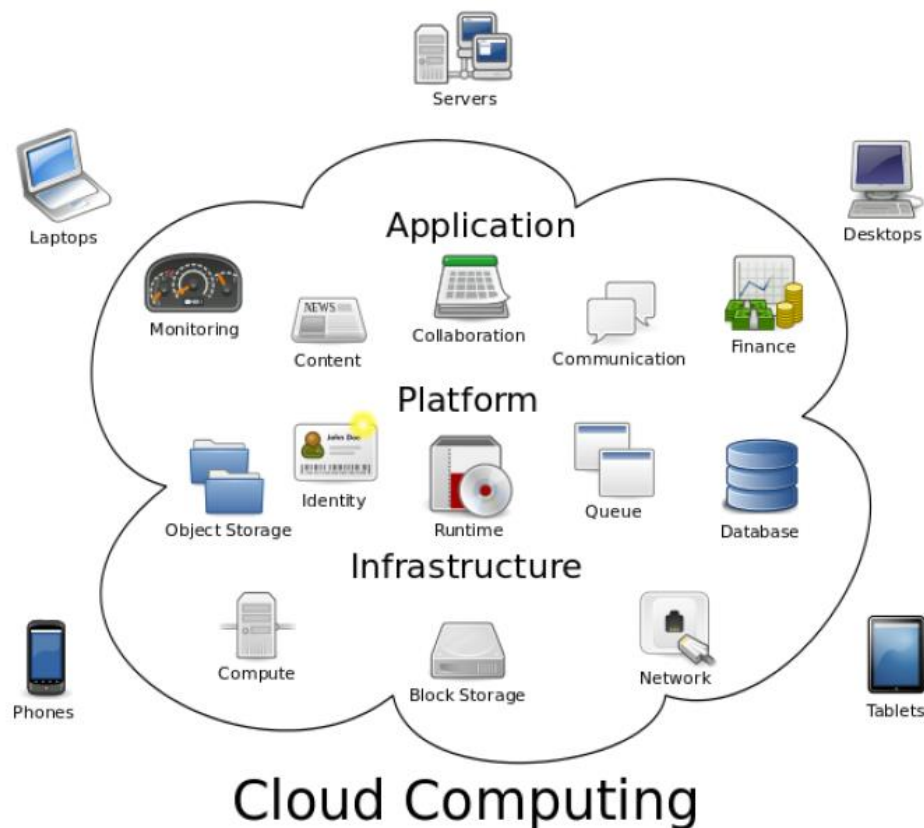 Servers
Laptops
Desktops
Application
Monitoring
NEWS
Content
Collaboration
Communication
Finance
Platform
John Doe
Object Storage
Identity
Runtime
Queue
Database
Infrastructure
Compute
Block Storage
Network
Phones
Tablets
Cloud Computing